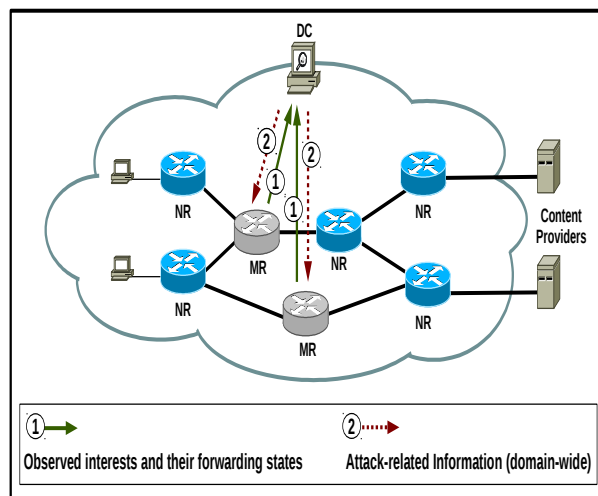 DC
2
2
1
1
NR
NR
MR
NR
Content
Providers
NR
NR
MR
1
2
Observed interests and their forwarding states
Attack-related Information (domain-wide)